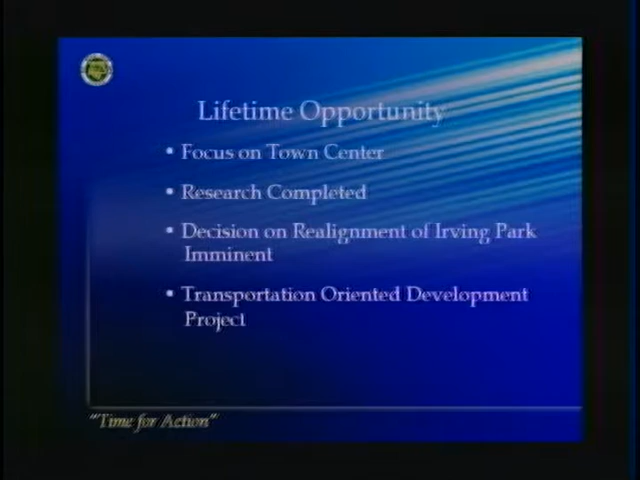 Lifetime Opportunity
• Focus on Town Center
• Research Completed
• Decision on Realignment of Irving Park
Imminent
• Transportation Oriented Development
Project
"Time for Action"